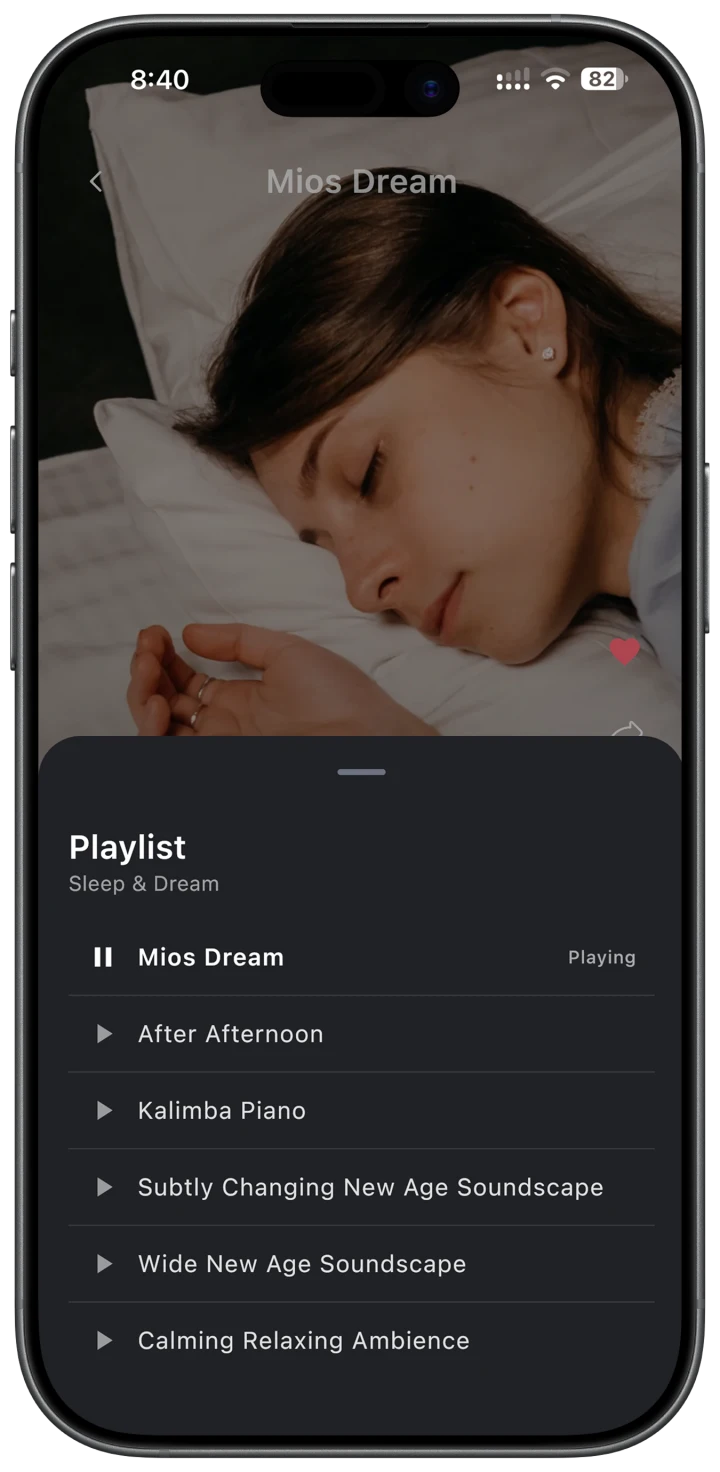 8:40
82
Mios Dream
Playlist
Sleep & Dream
Mios Dream
Playing
After Afternoon
Kalimba Piano
Subtly Changing New Age Soundscape
Wide New Age Soundscape
Calming Relaxing Ambience